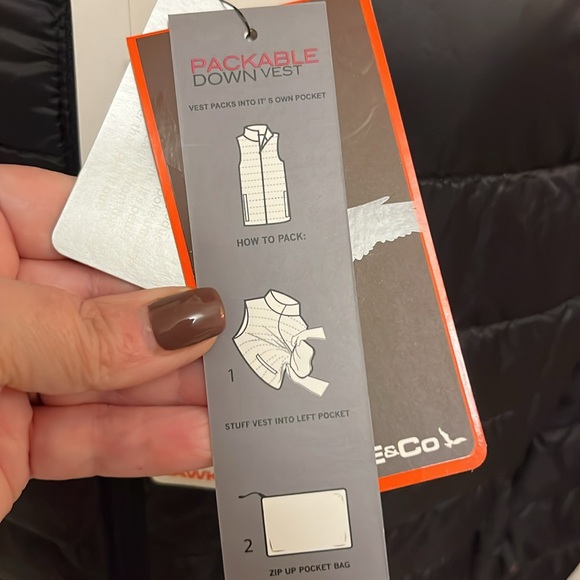 PACKABLE
DOWN VEST
VEST PACKS INTO IT'S OWN POCKET
HOW TO PACK:
1
STUFF VEST INTO LEFT POCKET
E&Co
2
ZIP UP POCKET BAG